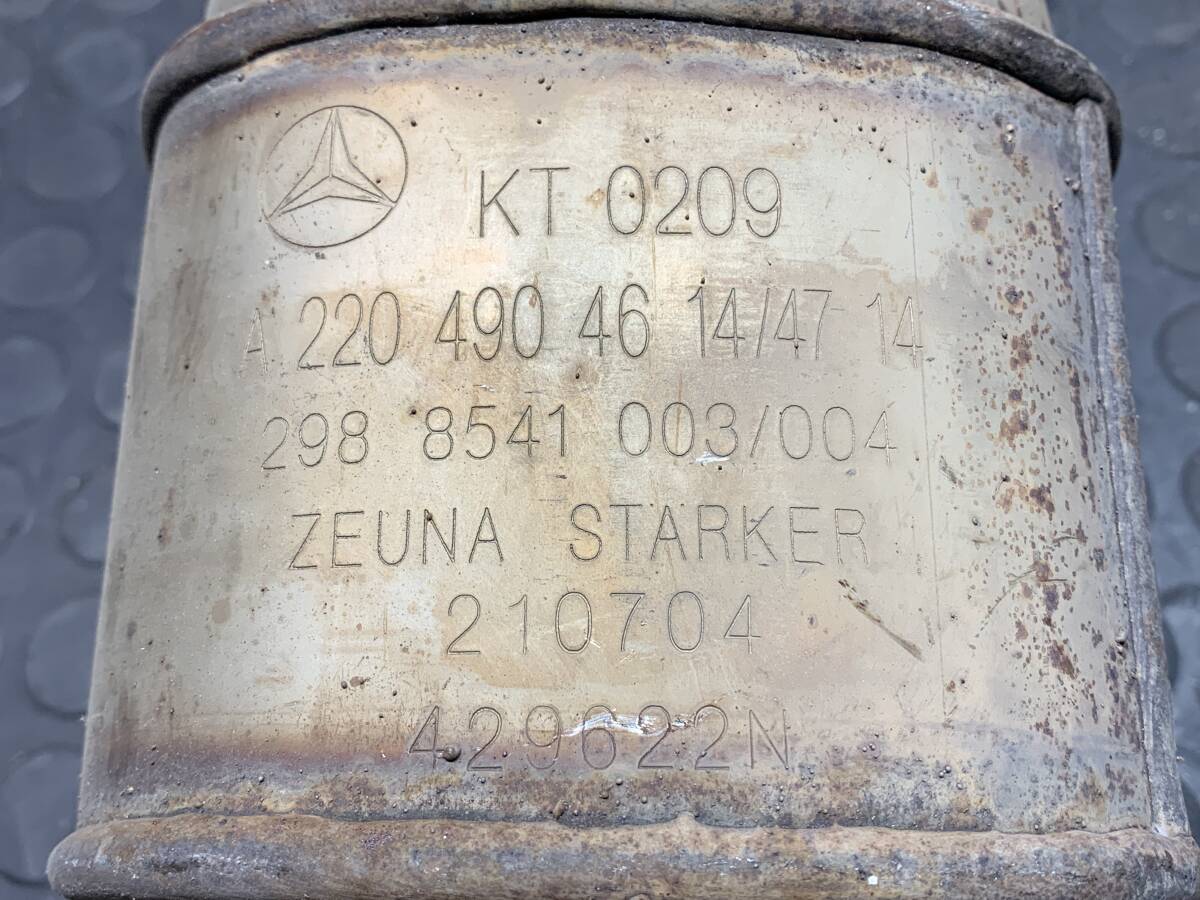 KT 0209
A 220 490 46 14/47 14
298 8541 003/004
ZEUNA STARKER
210704
429622N